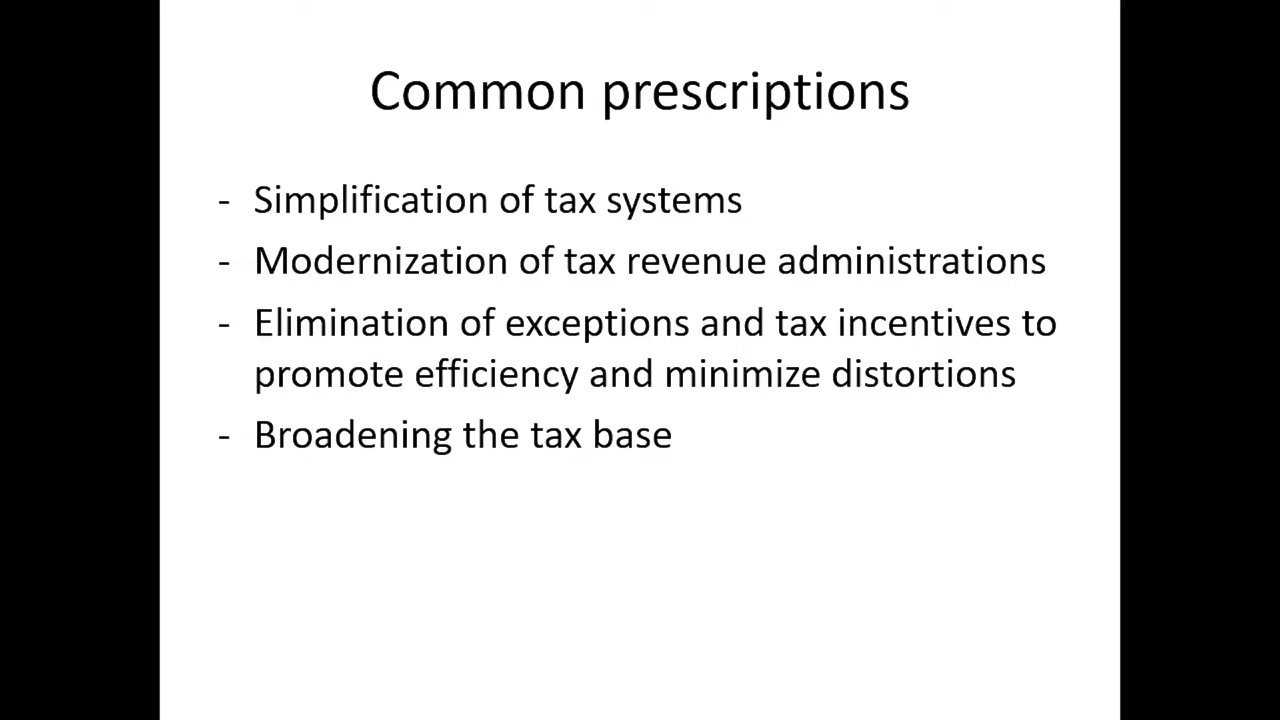 Common prescriptions
- Simplification of tax systems
- Modernization of tax revenue administrations
- Elimination of exceptions and tax incentives to
promote efficiency and minimize distortions
- Broadening the tax base